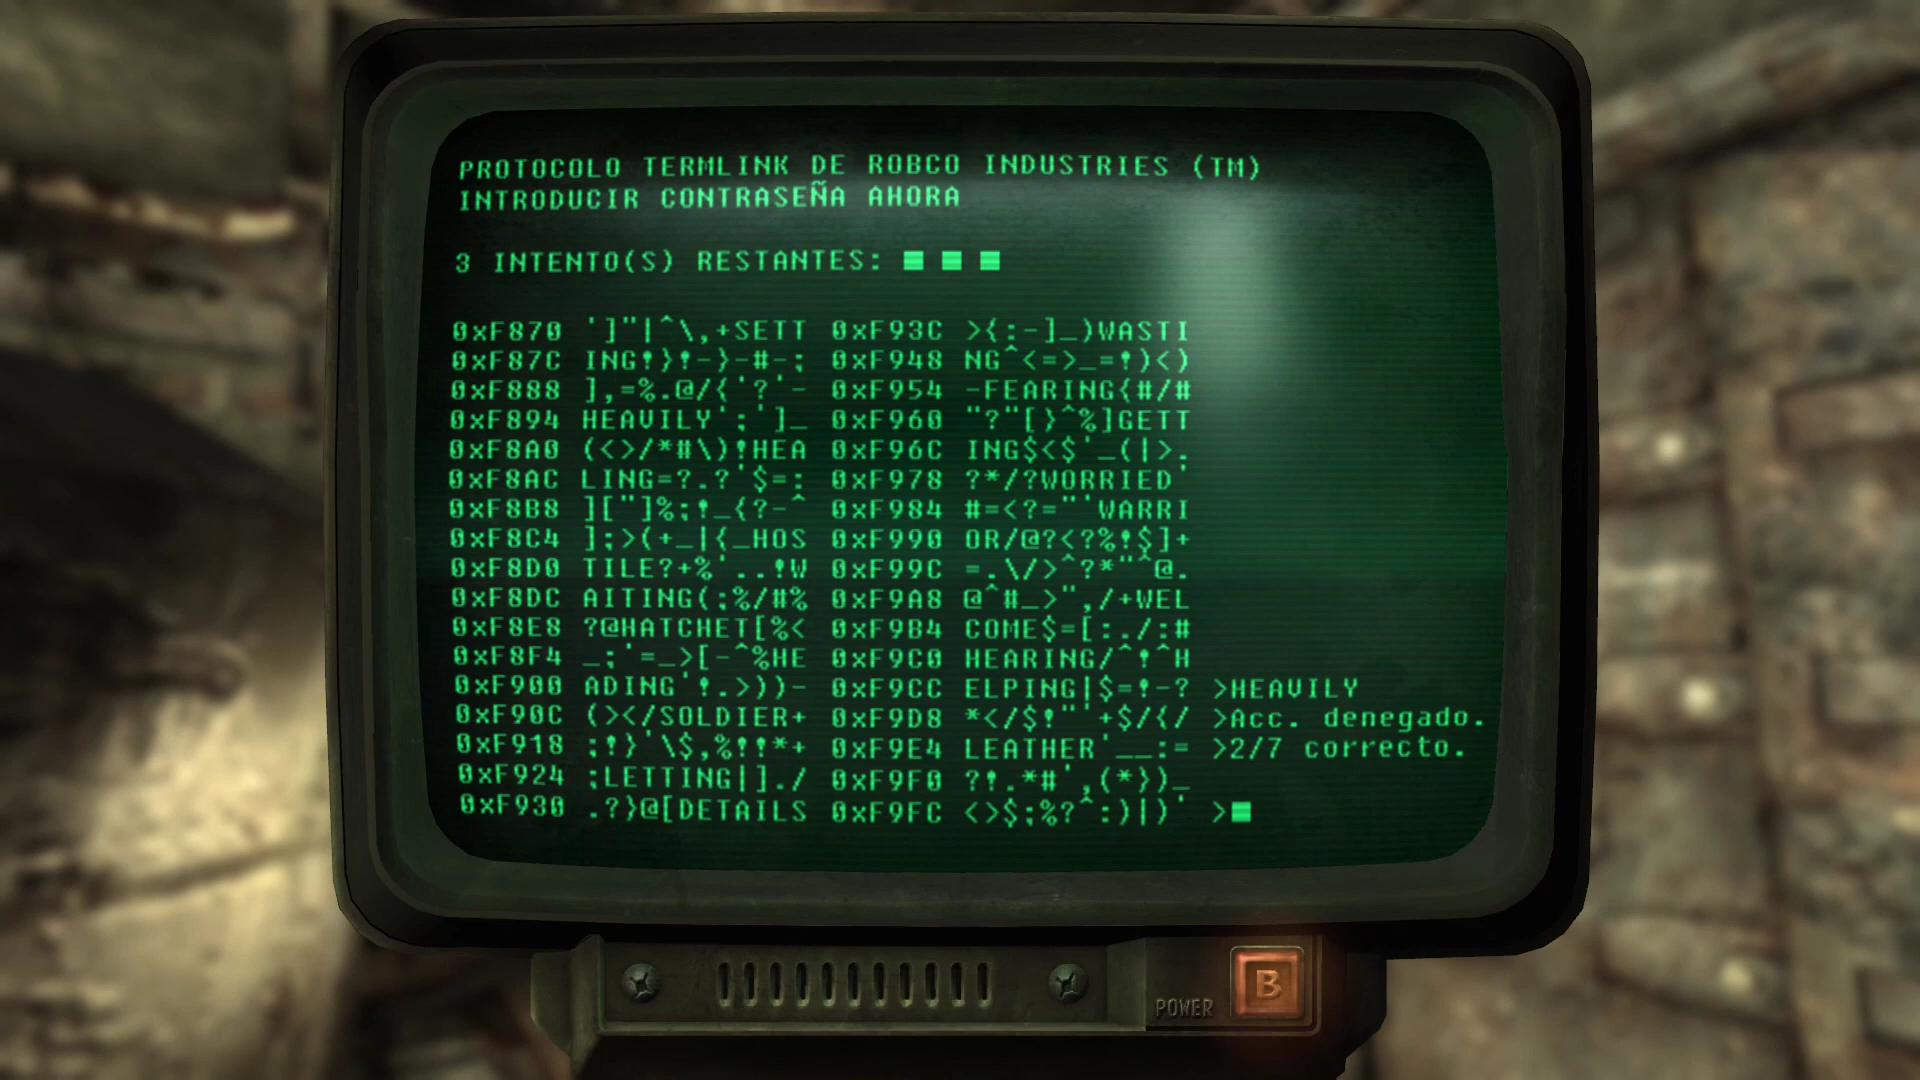 PROTOCOLO TERMLINK DE ROBCO INDUSTRIES (TM)
INTRODUCIR CONTRASEÑA AHORA
3 INTENTO(S) RESTANTES: ■ ■ ■
0xF870 ']"|^\,+SETT 0xF93C >{:-]_)WASTI
0xF87C ING!}!-}-#-; 0xF948 NG^<=>_=!)<)
0xF888 ],=%.@/{'?'- 0xF954 -FEARING{#/#
0xF894 HEAVILY';']_ 0xF960 "?"[}^%]GETT
0xF8A0 (<>/*#\)!HEA 0xF96C ING$<$'_(|>.
0xF8AC LING=?.?'$=: 0xF978 ?*/?WORRIED'
0xF8B8 ]["]%;!_{?-^ 0xF984 #=<?="'WARRI
0xF8C4 ];>(+_|{_HOS 0xF990 OR/@?<?%!$]+
0xF8D0 TILE?+%'..!W 0xF99C =.\/>^?*"^@.
0xF8DC AITING(;%/#% 0xF9A8 @^#_>",/+WEL
0xF8E8 ?@HATCHET[%< 0xF9B4 COME$=[:./:#
0xF8F4 _;'=_>[-^%HE 0xF9C0 HEARING/^!^H
0xF900 ADING'!.>))- 0xF9CC ELPING|$=!-? >HEAVILY
0xF90C (></SOLDIER+ 0xF9D8 *</$!"'+$/{/ >Acc. denegado.
0xF918 ;!}'\$,%!!*+ 0xF9E4 LEATHER'__:= >2/7 correcto.
0xF924 ;LETTING|]./ 0xF9F0 ?!.*#',(*})_
0xF930 .?}@[DETAILS 0xF9FC <>$;%?^:)|)' >■
POWER
B